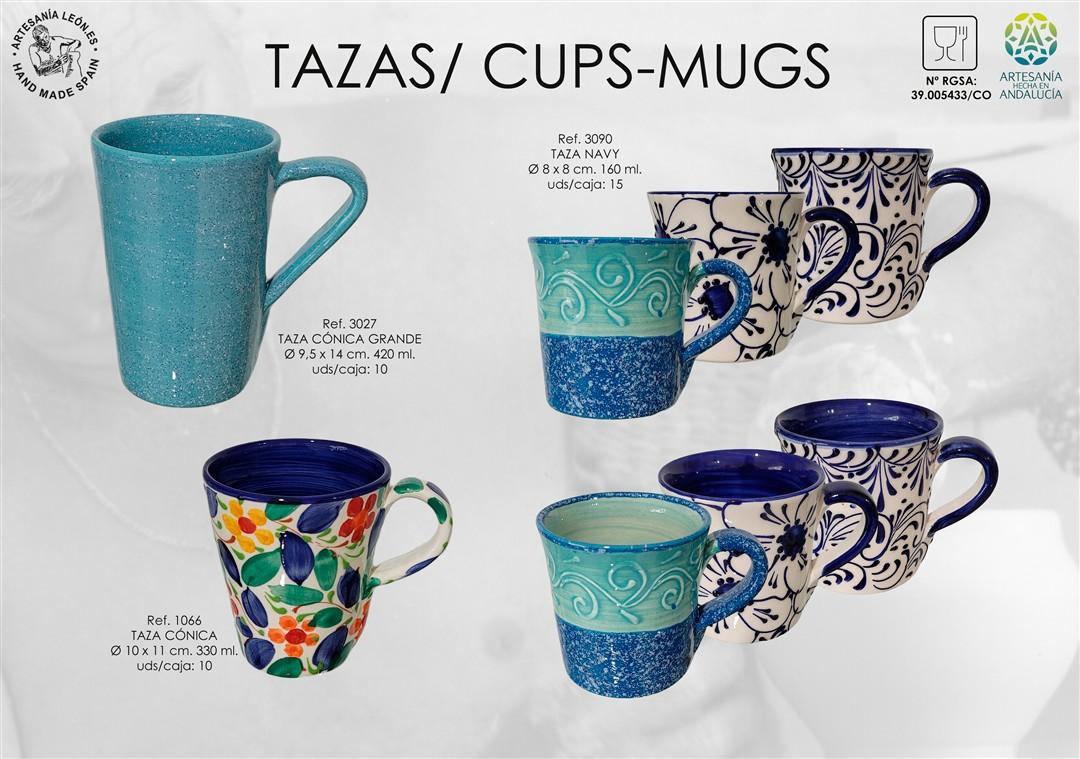 ARTESANÍA LEÓN.ES
HAND MADE SPAIN
TAZAS/ CUPS-MUGS
Nº RGSA:
39.005433/CO
ARTESANÍA
HECHA EN
ANDALUCÍA
Ref. 3090
TAZA NAVY
Ø 8 x 8 cm. 160 ml.
uds/caja: 15
Ref. 3027
TAZA CÓNICA GRANDE
Ø 9,5 x 14 cm. 420 ml.
uds/caja: 10
Ref. 1066
TAZA CÓNICA
Ø 10 x 11 cm. 330 ml.
uds/caja: 10